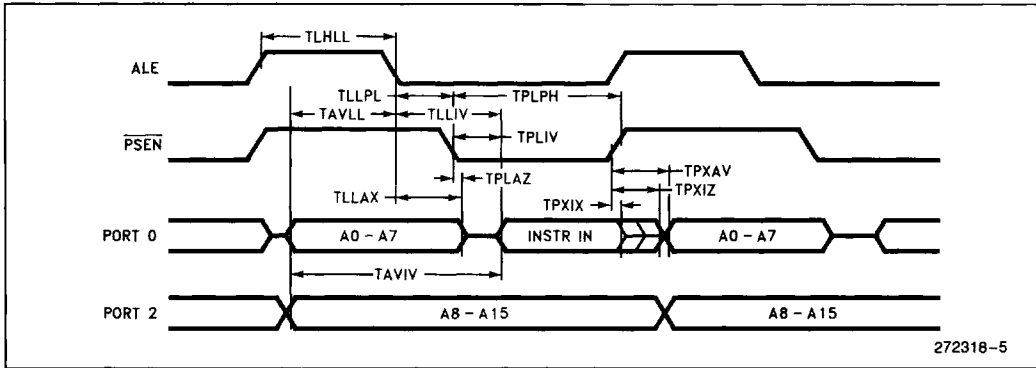 TLHLL
ALE
TLLPL
TPLPH
TAVLL
TLLIV
PSEN
TPLIV
TPLAZ
TPXAV
TPXIZ
TLLAX
TPXIX
PORT 0
A0 – A7
INSTR IN
A0 – A7
TAVIV
PORT 2
A8 – A15
A8 – A15
272318–5